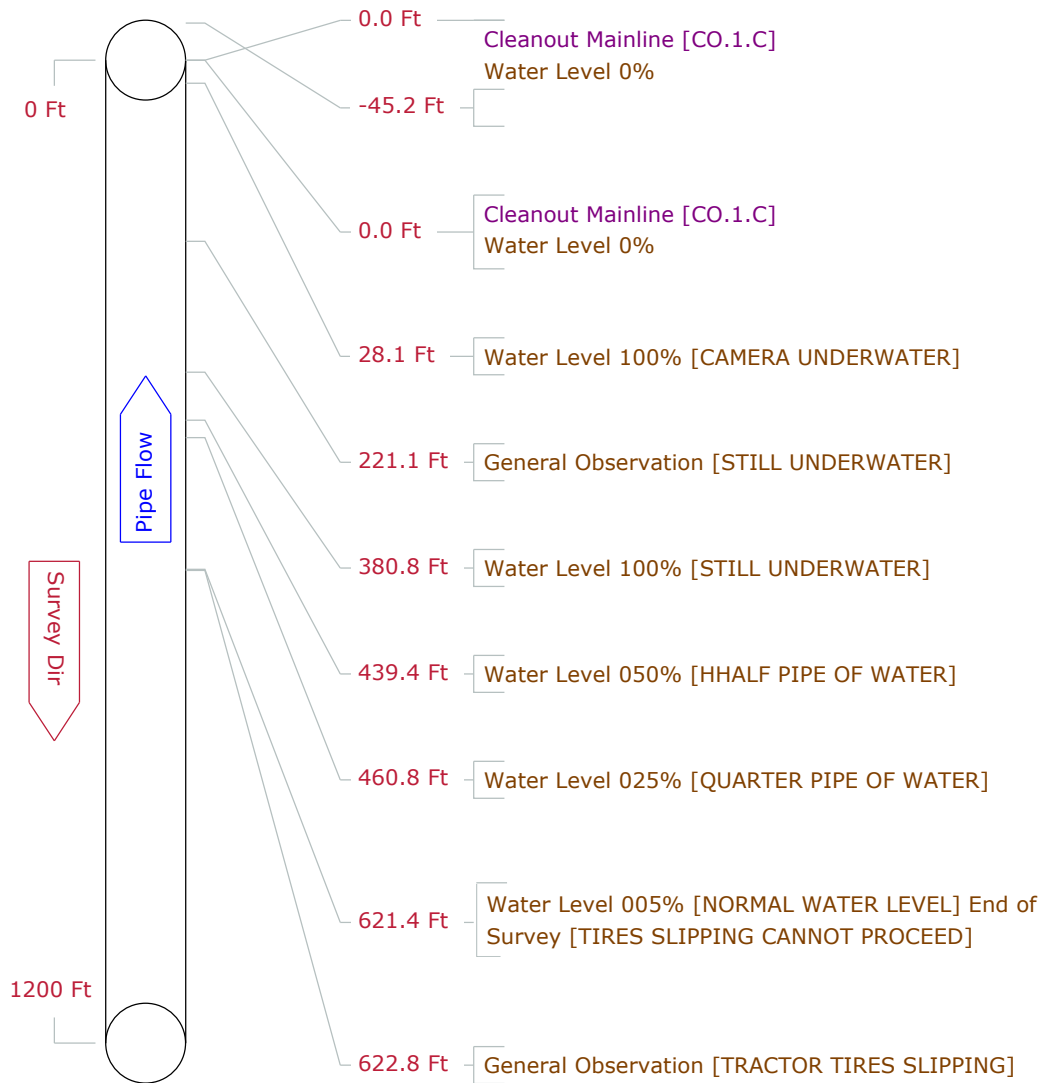 0.0 Ft
Cleanout Mainline [CO.1.C]
Water Level 0%
0 Ft
-45.2 Ft
0.0 Ft
Cleanout Mainline [CO.1.C]
Water Level 0%
28.1 Ft
Water Level 100% [CAMERA UNDERWATER]
Pipe Flow
221.1 Ft
General Observation [STILL UNDERWATER]
380.8 Ft
Water Level 100% [STILL UNDERWATER]
Survey Dir
439.4 Ft
Water Level 050% [HHALF PIPE OF WATER]
460.8 Ft
Water Level 025% [QUARTER PIPE OF WATER]
621.4 Ft
Water Level 005% [NORMAL WATER LEVEL] End of
Survey [TIRES SLIPPING CANNOT PROCEED]
1200 Ft
622.8 Ft
General Observation [TRACTOR TIRES SLIPPING]